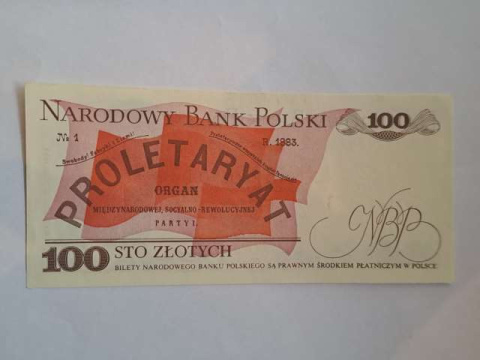 NARODOWY BANK POLSKI
100
№ 1
R. 1883.
PROLETARYAT
ORGAN
MIĘDZYNARODOWEJ, SOCYALNO-REWOLUCYJNEJ
PARTYI.
NBP
100 STO ZŁOTYCH
BILETY NARODOWEGO BANKU POLSKIEGO SĄ PRAWNYM ŚRODKIEM PŁATNICZYM W POLSCE